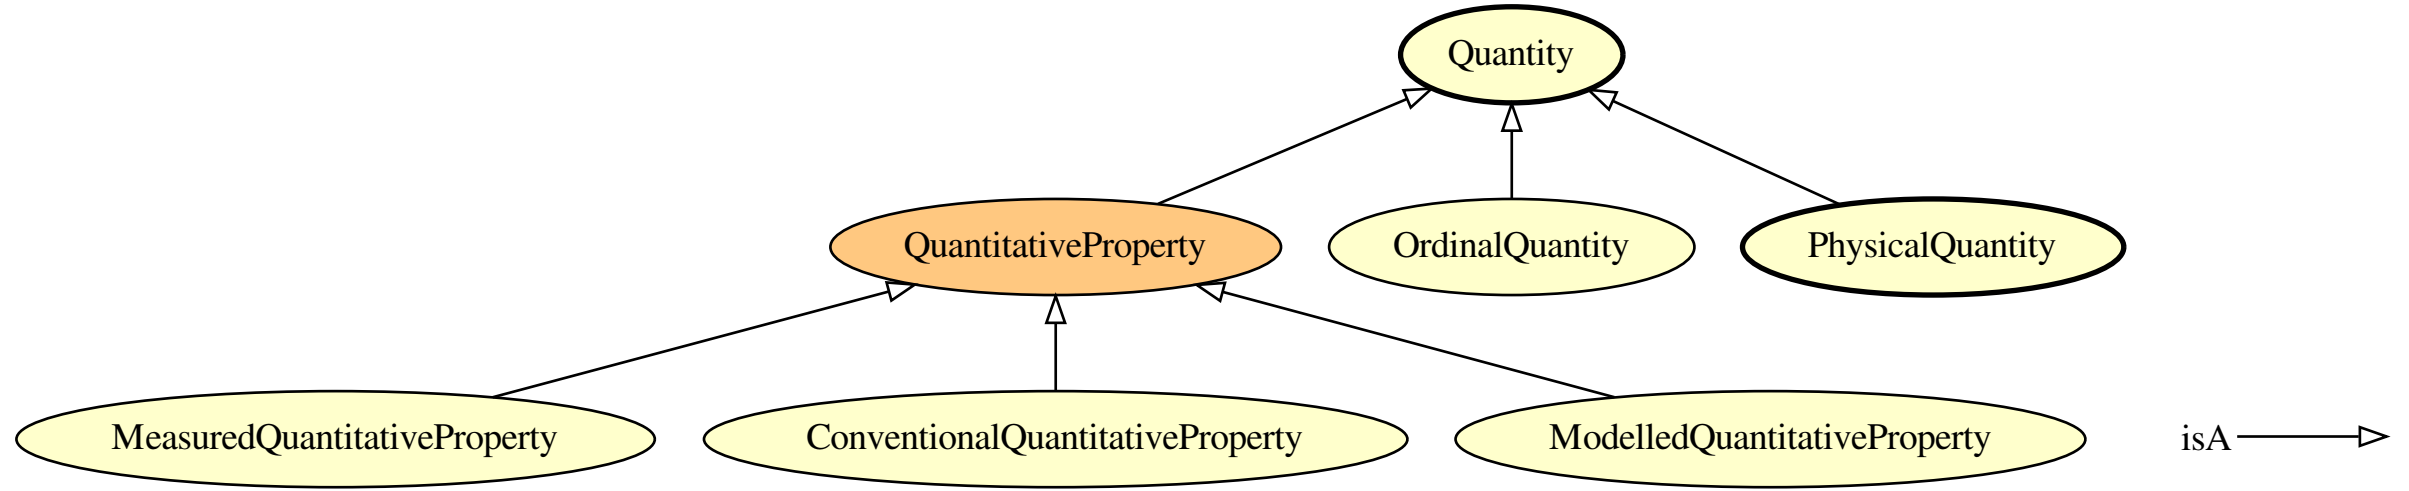 Quantity
QuantitativeProperty
OrdinalQuantity
PhysicalQuantity
MeasuredQuantitativeProperty
ConventionalQuantitativeProperty
ModelledQuantitativeProperty
isA